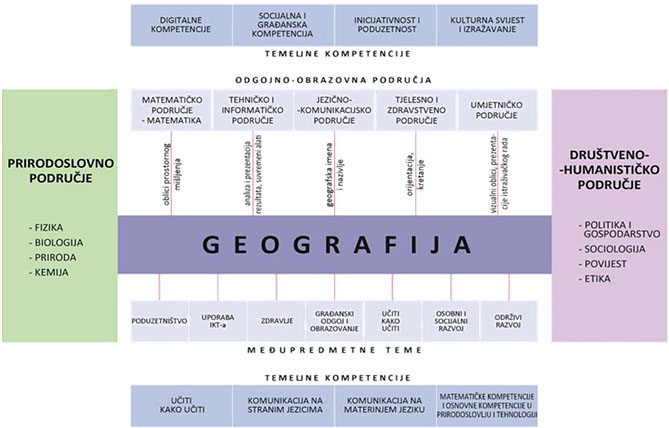 DIGITALNE
KOMPETENCIJE
SOCIJALNA I
GRAĐANSKA
KOMPETENCIJA
INICIJATIVNOST I
PODUZETNOST
KULTURNA SVIJEST
I IZRAŽAVANJE
TEMELJNE KOMPETENCIJE
ODGOJNO-OBRAZOVNA PODRUČJA
MATEMATIČKO
PODRUČJE
- MATEMATIKA
TEHNIČKO I
INFORMATIČKO
PODRUČJE
JEZIČNO-
-KOMUNIKACIJSKO
PODRUČJE
TJELESNO I
ZDRAVSTVENO
PODRUČJE
UMJETNIČKO
PODRUČJE
oblici prostornog
mišljenja
analiza i prezentacija
rezultata, suvremeni alati
geografska imena
i nazivlje
orijentacija,
kretanje
vizualni oblici, prezenta-
cije istraživačkog rada
PRIRODOSLOVNO
PODRUČJE
- FIZIKA
- BIOLOGIJA
- PRIRODA
- KEMIJA
GEOGRAFIJA
DRUŠTVENO-
-HUMANISTIČKO
PODRUČJE
- POLITIKA I
GOSPODARSTVO
- SOCIOLOGIJA
- POVIJEST
- ETIKA
PODUZETNIŠTVO
UPORABA
IKT-a
ZDRAVLJE
GRAĐANSKI
ODGOJ I
OBRAZOVANJE
UČITI
KAKO
UČITI
OSOBNI I
SOCIJALNI
RAZVOJ
ODRŽIVI
RAZVOJ
MEĐUPREDMETNE TEME
TEMELJNE KOMPETENCIJE
UČITI
KAKO UČITI
KOMUNIKACIJA NA
STRANIM JEZICIMA
KOMUNIKACIJA NA
MATERINJEM JEZIKU
MATEMATIČKE KOMPETENCIJE
I OSNOVNE KOMPETENCIJE U
PRIRODOSLOVLJU I TEHNOLOGIJI